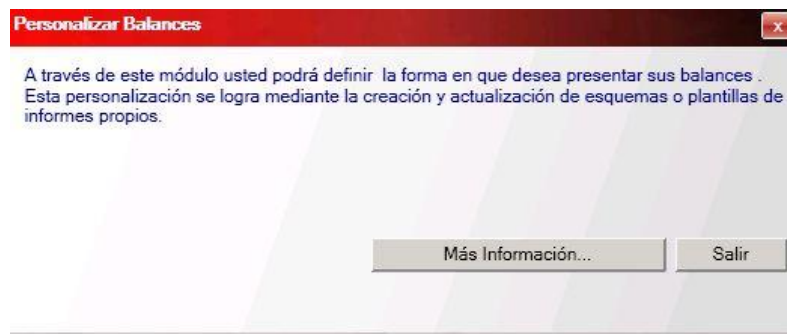 Personalizar Balances
x
A través de este módulo usted podrá definir la forma en que desea presentar sus balances .
Esta personalización se logra mediante la creación y actualización de esquemas o plantillas de
informes propios.
Más Información...
Salir